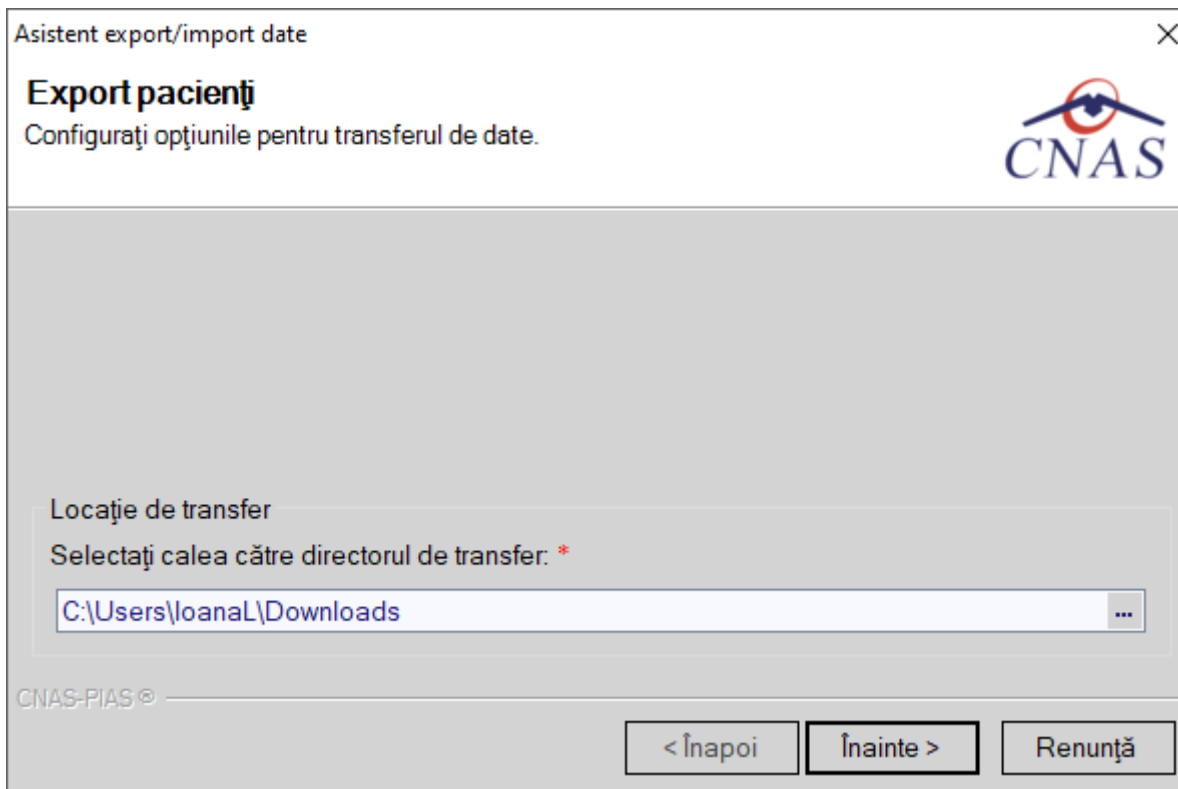 Asistent export/import date
Export pacienţi
Configuraţi opţiunile pentru transferul de date.
CNAS
Locaţie de transfer
Selectaţi calea către directorul de transfer: *
C:\Users\IoanaL\Downloads
...
CNAS-PIAS ®
< Înapoi
Înainte >
Renunţă